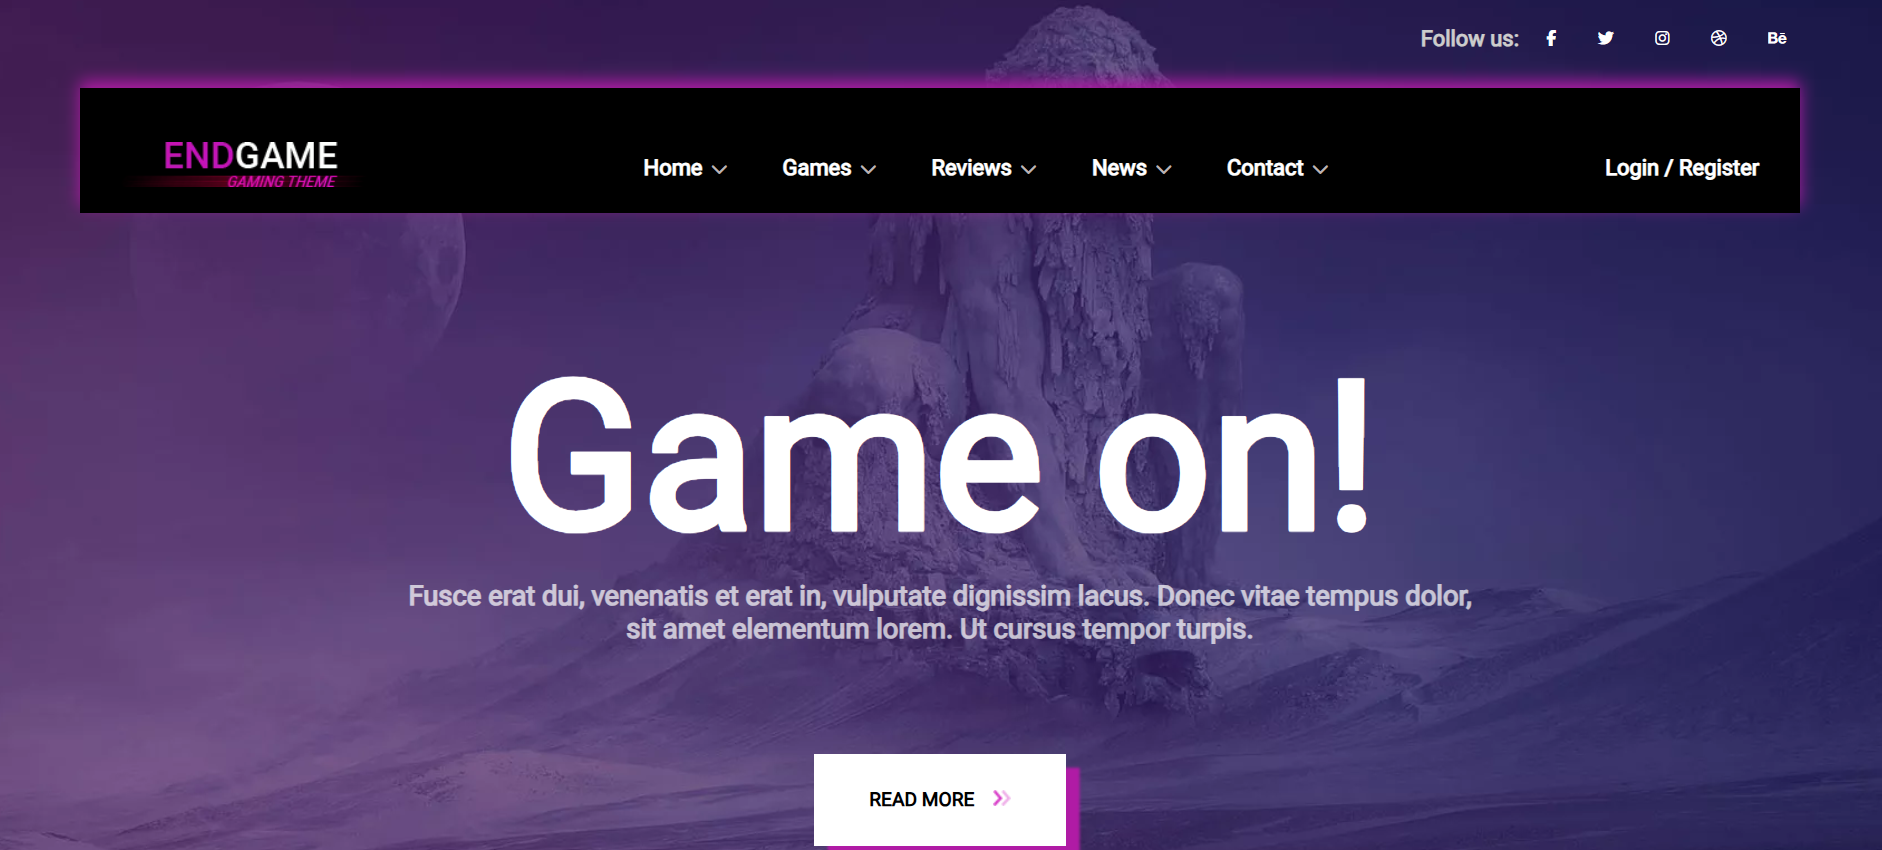 Follow us:
ENDGAME
GAMING THEME
Home
Games
Reviews
News
Contact
Login / Register
Game on!
Fusce erat dui, venenatis et erat in, vulputate dignissim lacus. Donec vitae tempus dolor,
sit amet elementum lorem. Ut cursus tempor turpis.
READ MORE